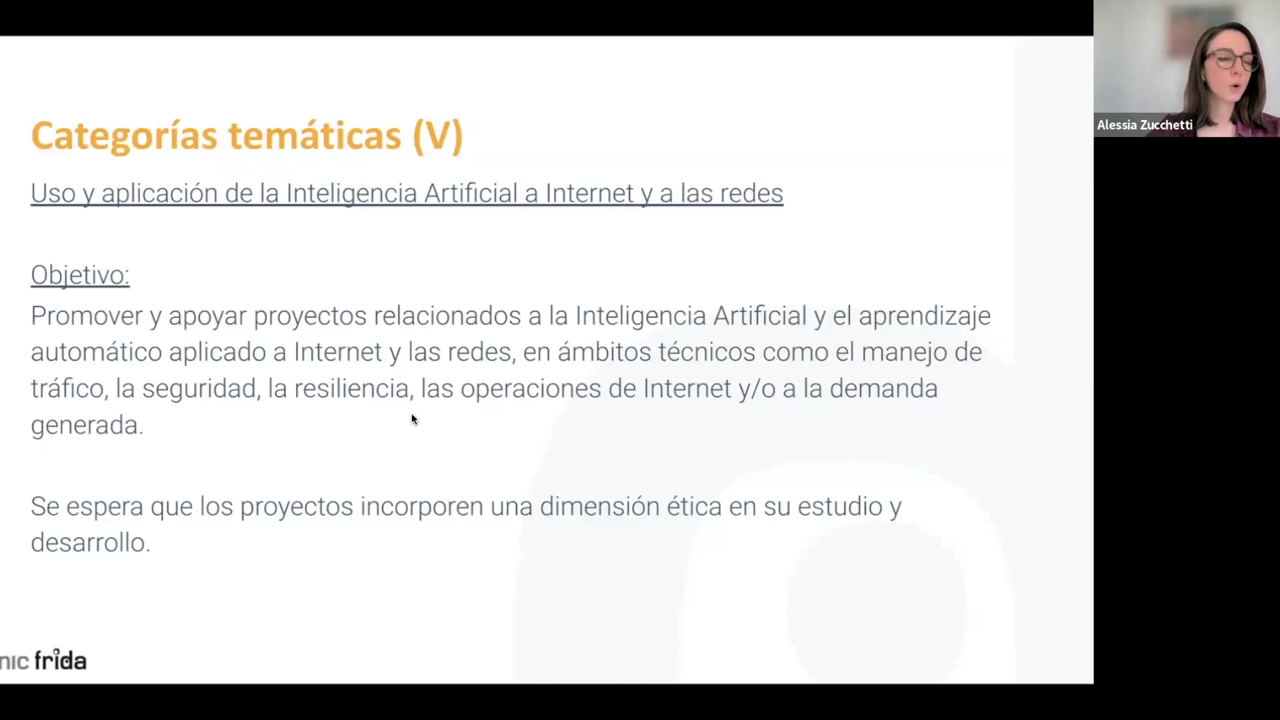 Categorías temáticas (V)
Uso y aplicación de la Inteligencia Artificial a Internet y a las redes
Objetivo:
Promover y apoyar proyectos relacionados a la Inteligencia Artificial y el aprendizaje
automático aplicado a Internet y las redes, en ámbitos técnicos como el manejo de
tráfico, la seguridad, la resiliencia, las operaciones de Internet y/o a la demanda
generada.
Se espera que los proyectos incorporen una dimensión ética en su estudio y
desarrollo.
nic frida
Alessia Zucchetti